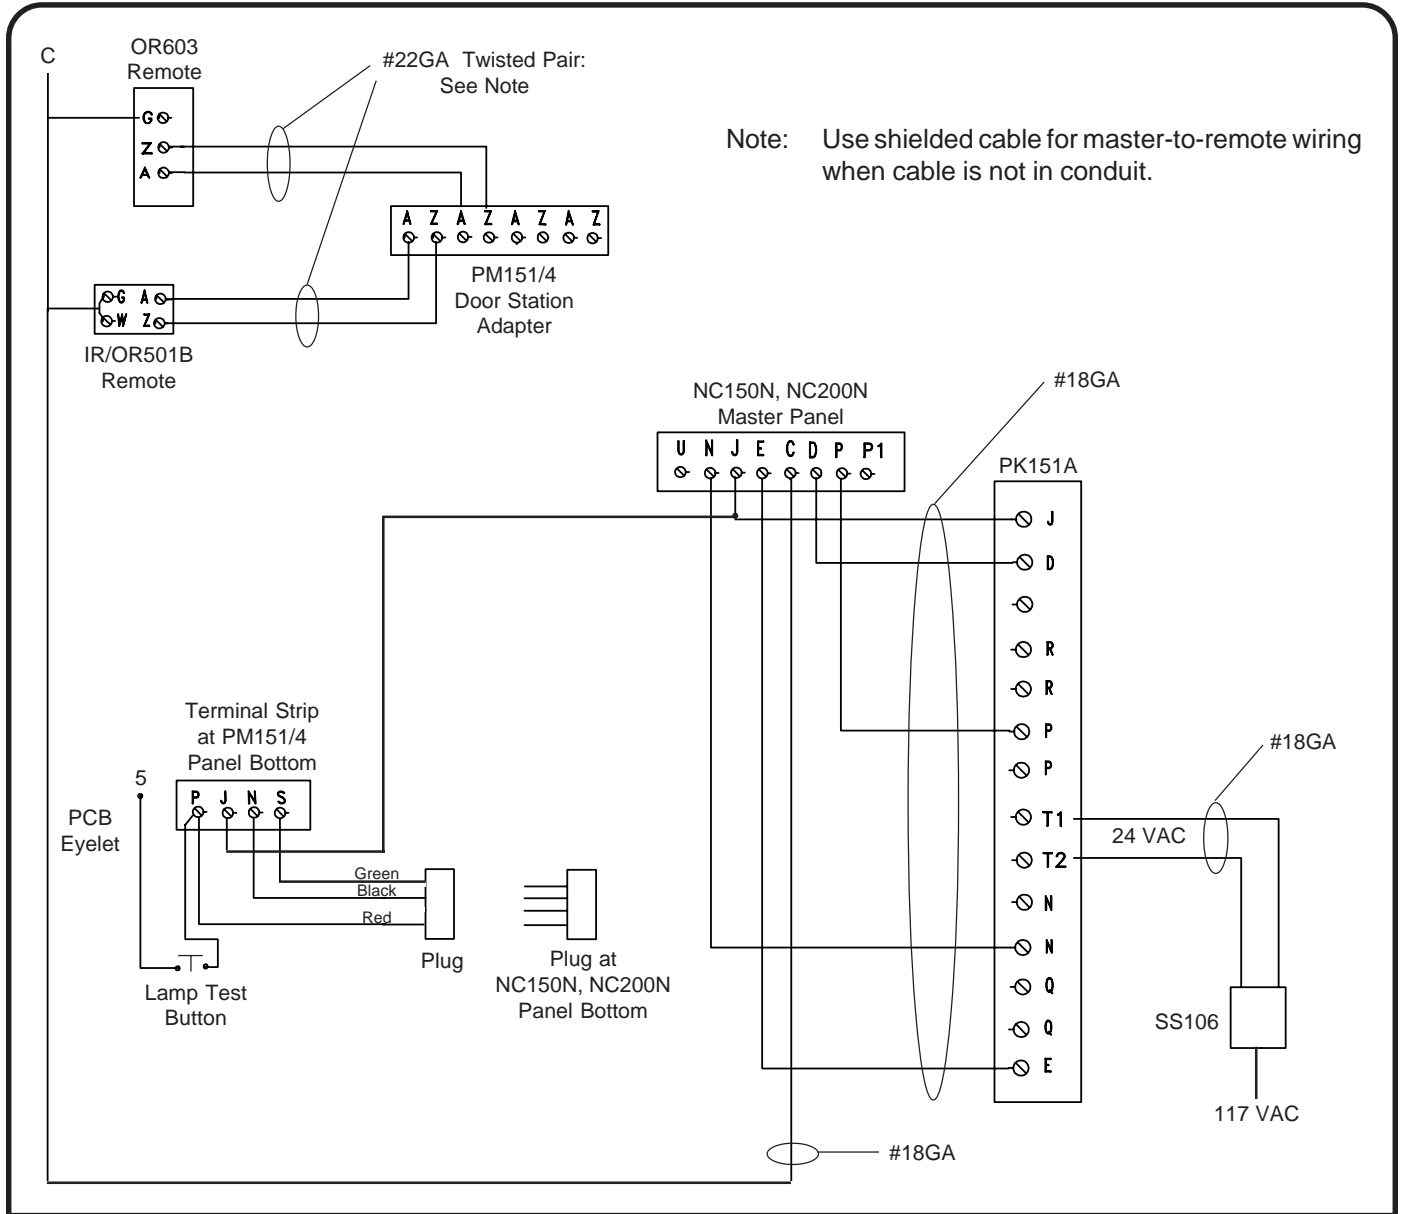 C
OR603
Remote
#22GA Twisted Pair:
See Note
Note: Use shielded cable for master-to-remote wiring
when cable is not in conduit.
G
Z
A
A Z A Z A Z A Z
PM151/4
Door Station
Adapter
G A
W Z
IR/OR501B
Remote
NC150N, NC200N
Master Panel
U N J E C D P P1
#18GA
PK151A
J
D
R
R
P
P
T1
T2
N
N
Q
Q
E
Terminal Strip
at PM151/4
Panel Bottom
P J N S
5
PCB
Eyelet
Green
Black
Red
Plug
Plug at
NC150N, NC200N
Panel Bottom
Lamp Test
Button
#18GA
24 VAC
SS106
117 VAC
#18GA